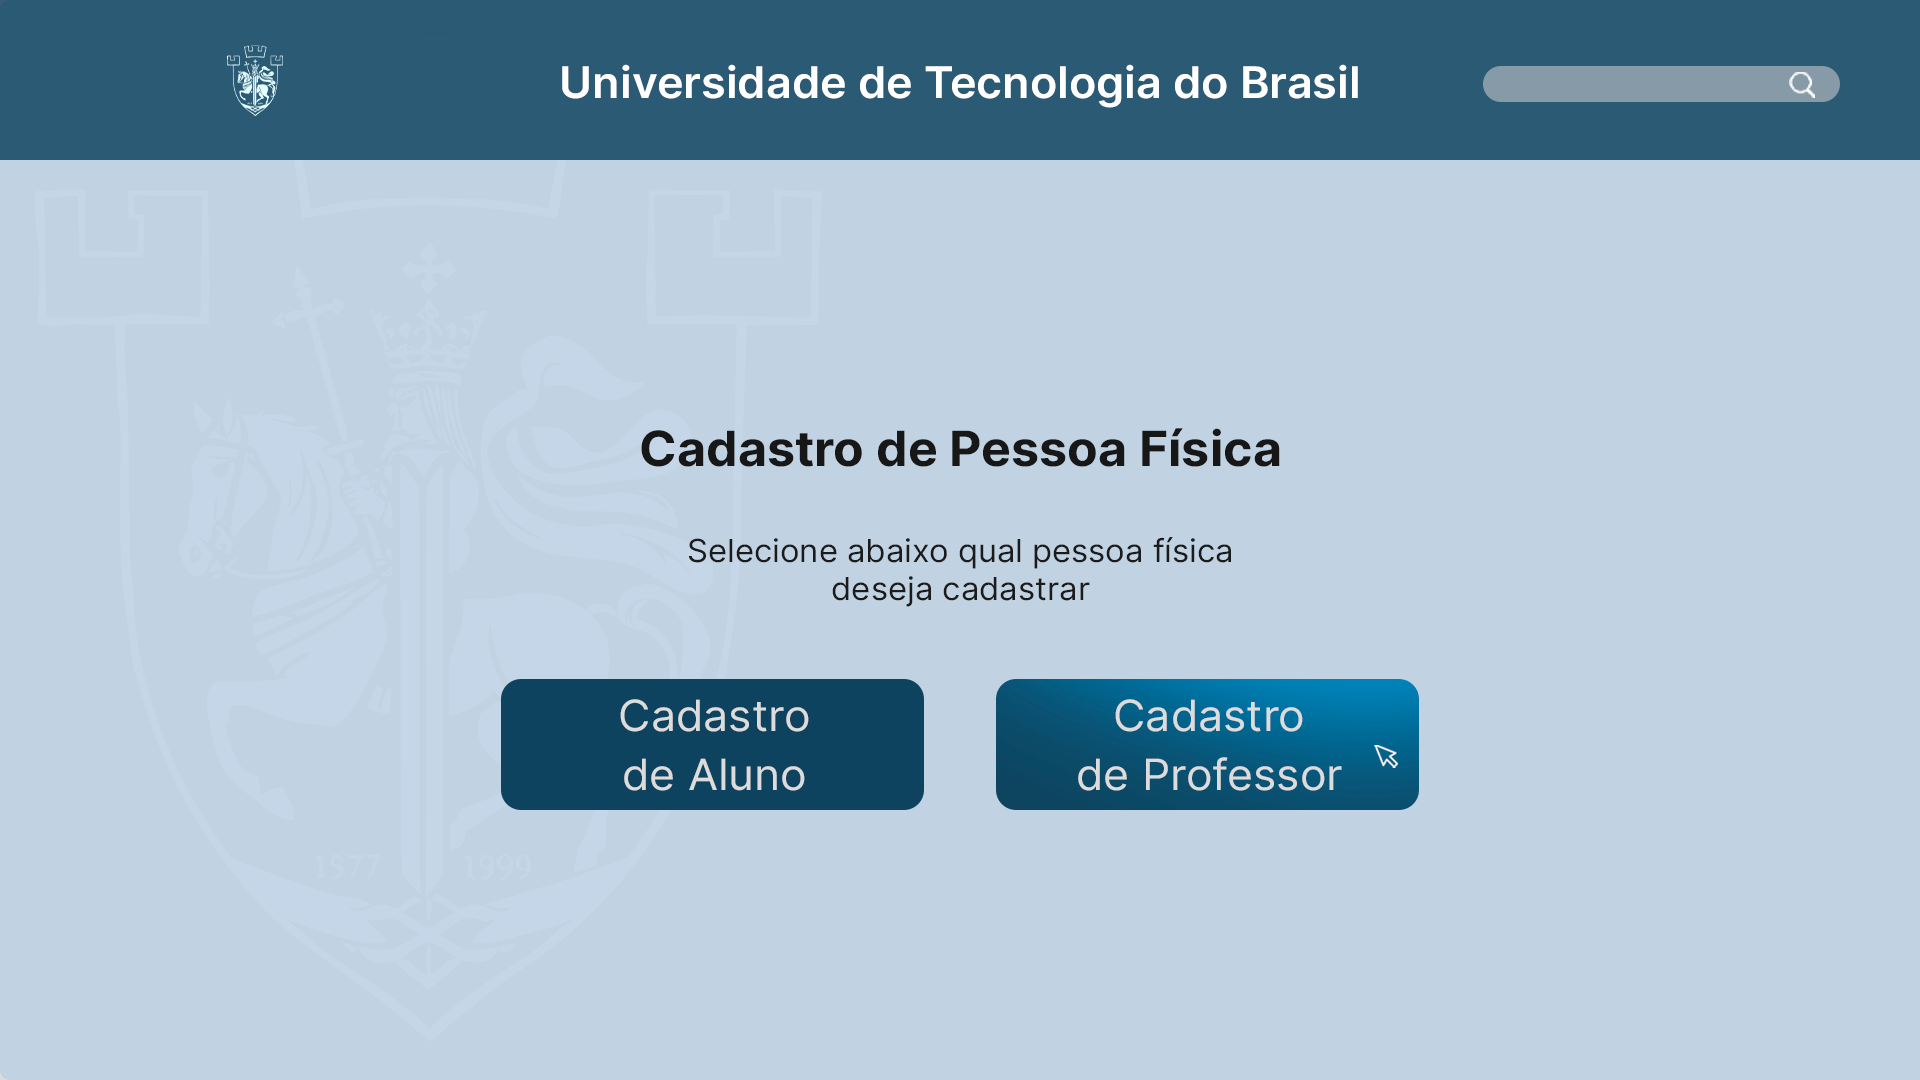 Universidade de Tecnologia do Brasil
Cadastro de Pessoa Física
Selecione abaixo qual pessoa física
deseja cadastrar
Cadastro
de Aluno
Cadastro
de Professor
1877 1999